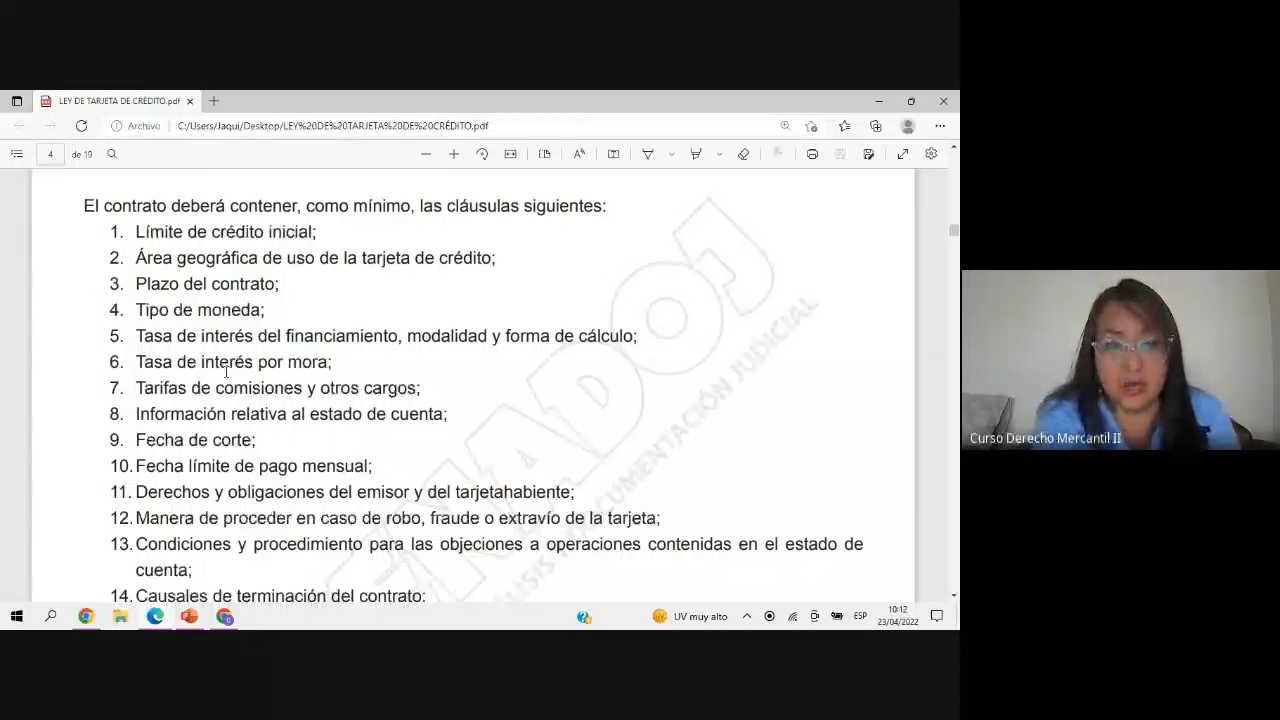 LEY DE TARJETA DE CRÉDITO.pdf
Archivo
C:/Users/Jaqui/Desktop/LEY%20DE%20TARJETA%20DE%20CRÉDITO.pdf
4 de 19
El contrato deberá contener, como mínimo, las cláusulas siguientes:
1. Límite de crédito inicial;
2. Área geográfica de uso de la tarjeta de crédito;
3. Plazo del contrato;
4. Tipo de moneda;
5. Tasa de interés del financiamiento, modalidad y forma de cálculo;
6. Tasa de interés por mora;
7. Tarifas de comisiones y otros cargos;
8. Información relativa al estado de cuenta;
9. Fecha de corte;
10. Fecha límite de pago mensual;
11. Derechos y obligaciones del emisor y del tarjetahabiente;
12. Manera de proceder en caso de robo, fraude o extravío de la tarjeta;
13. Condiciones y procedimiento para las objeciones a operaciones contenidas en el estado de
cuenta;
14. Causales de terminación del contrato;
Curso Derecho Mercantil II
UV muy alto
ESP
10:12
23/04/2022